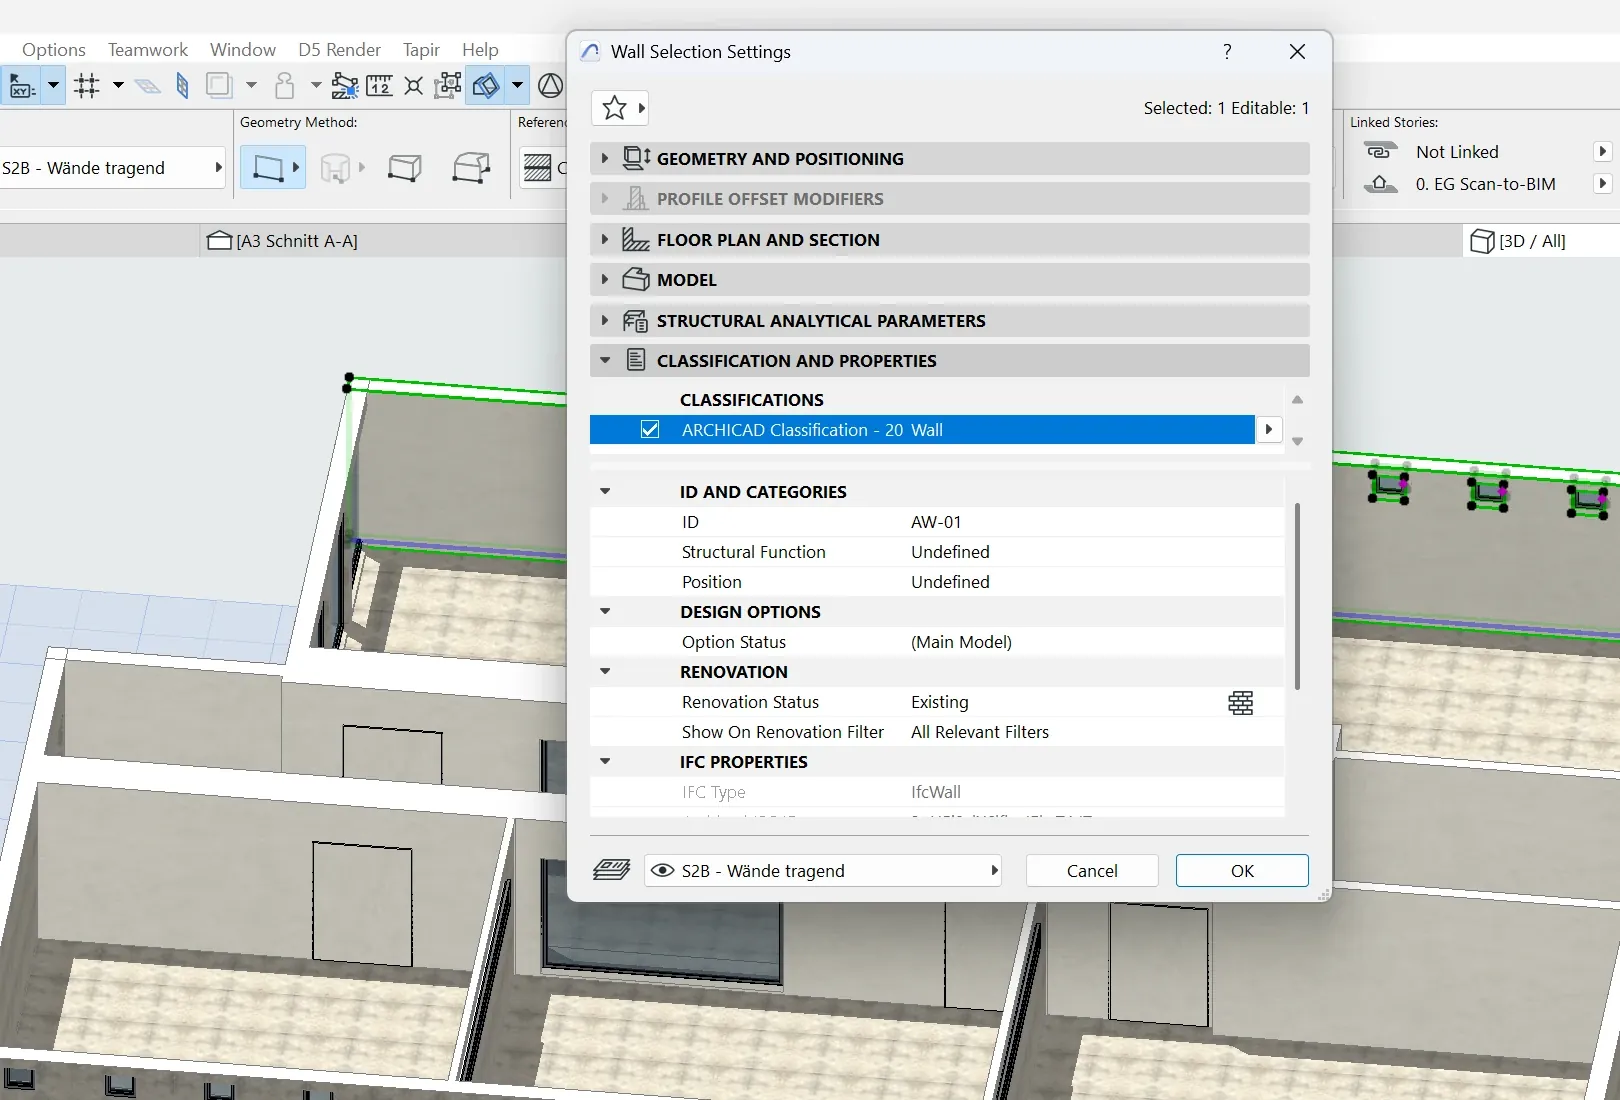 Options Teamwork Window D5 Render Tapir Help
Wall Selection Settings ?
Selected: 1 Editable: 1
Geometry Method:
Linked Stories:
S2B - Wände tragend
Not Linked
0. EG Scan-to-BIM
[A3 Schnitt A-A]
[3D / All]
GEOMETRY AND POSITIONING
PROFILE OFFSET MODIFIERS
FLOOR PLAN AND SECTION
MODEL
STRUCTURAL ANALYTICAL PARAMETERS
CLASSIFICATION AND PROPERTIES
CLASSIFICATIONS
ARCHICAD Classification - 20 Wall
ID AND CATEGORIES
ID AW-01
Structural Function Undefined
Position Undefined
DESIGN OPTIONS
Option Status (Main Model)
RENOVATION
Renovation Status Existing
Show On Renovation Filter All Relevant Filters
IFC PROPERTIES
IFC Type IfcWall
S2B - Wände tragend Cancel OK